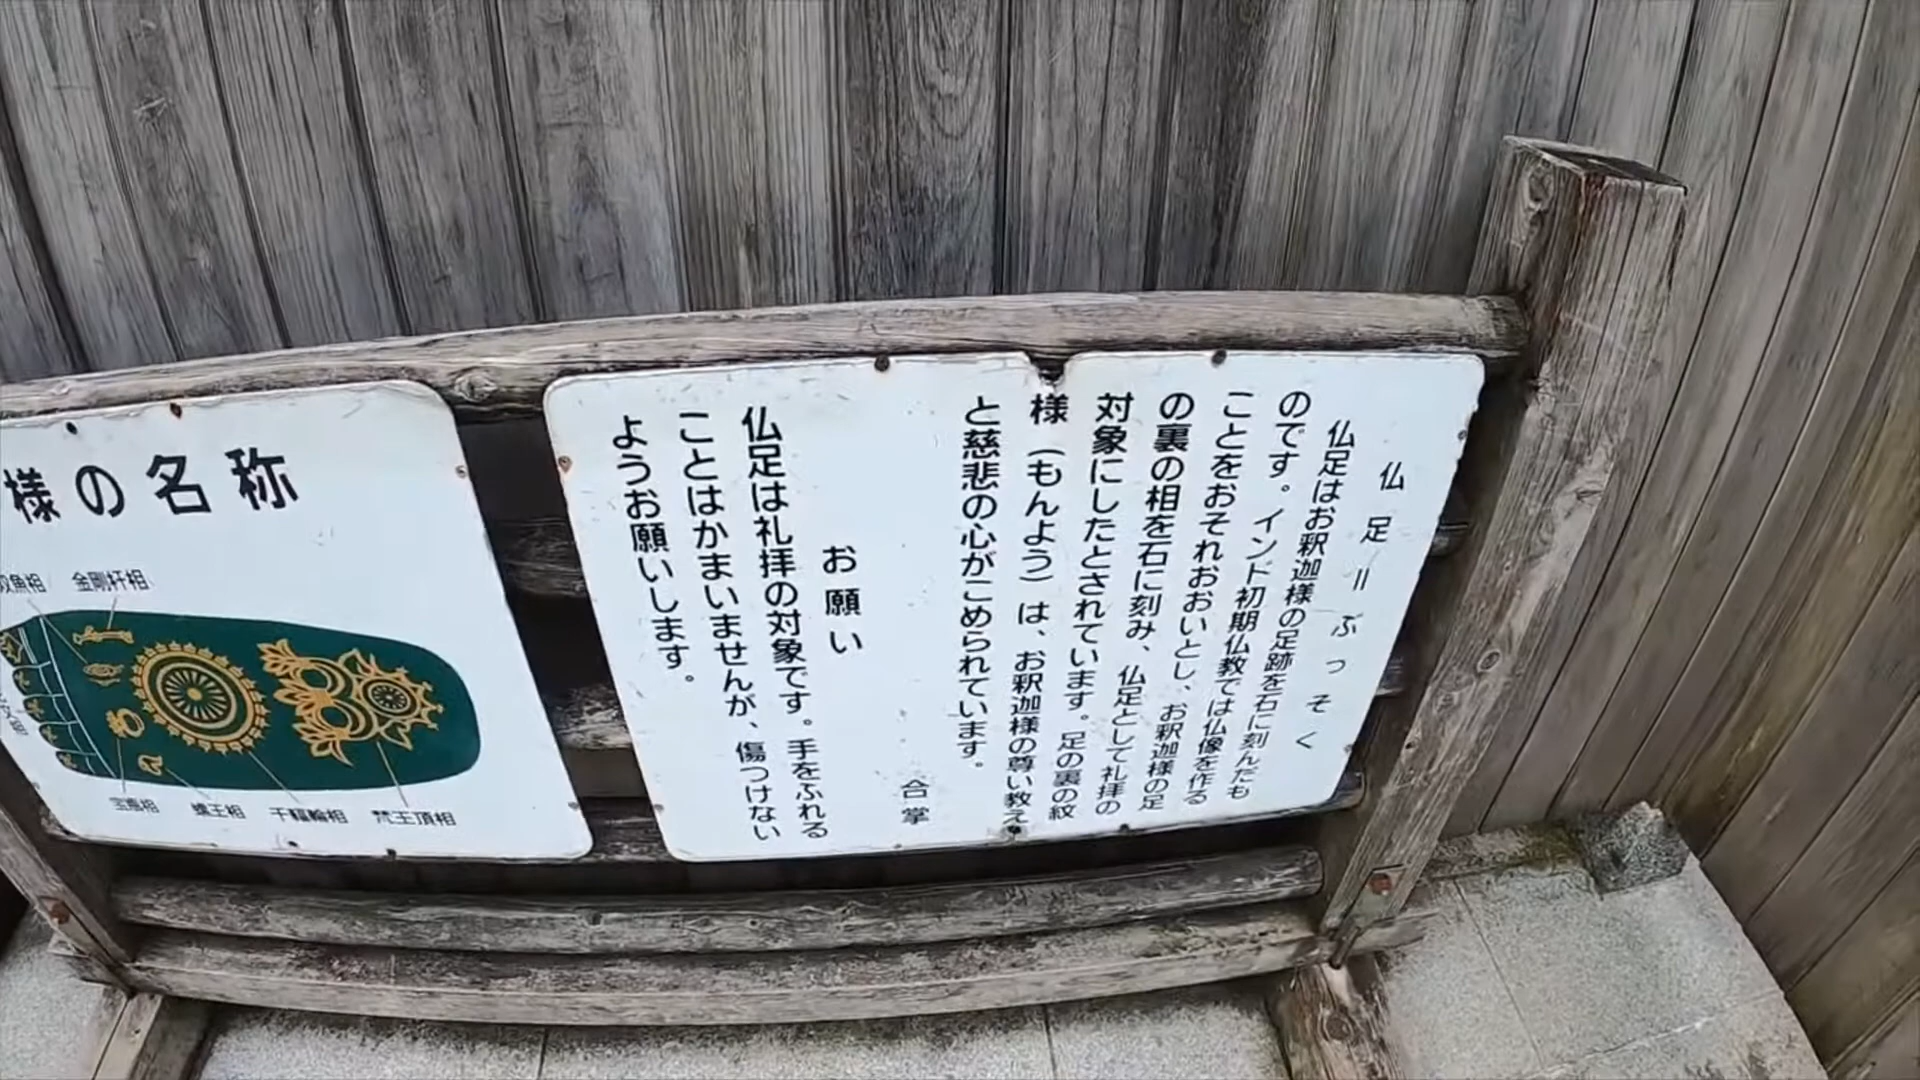 仏足=ぶっそく
仏足はお釈迦様の足跡を石に刻んだも
のです。インド初期仏教では仏像を作る
ことをおそれおおいとし、お釈迦様の足
の裏の相を石に刻み、仏足として礼拝の
対象にしたとされています。足の裏の紋
様（もんよう）は、お釈迦様の尊い教え
と慈悲の心がこめられています。
合掌
お願い
仏足は礼拝の対象です。手をふれる
ことはかまいませんが、傷つけない
ようお願いします。
様の名称
魚相
金剛杵相
千輻輪相
梵王頂相